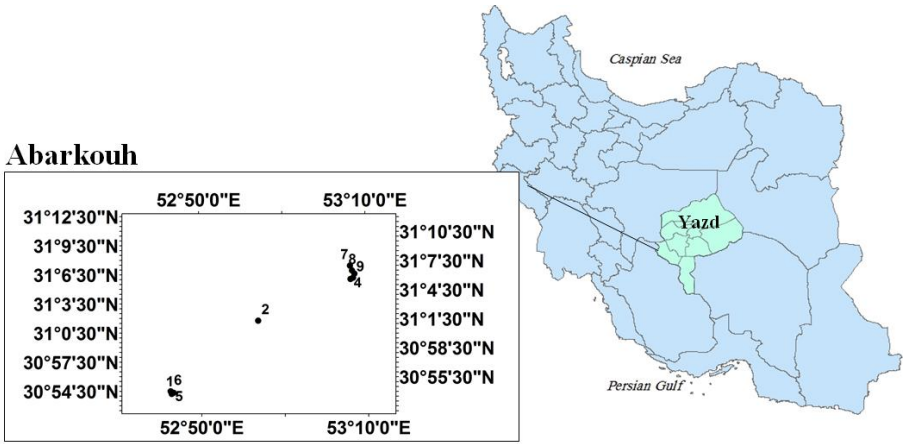 Caspian Sea
Abarkouh
52°50'0"E 53°10'0"E
31°12'30"N
31°10'30"N
31°9'30"N
7 8 9
31°7'30"N
31°6'30"N
4
31°4'30"N
31°3'30"N
2
31°1'30"N
31°0'30"N
30°58'30"N
30°57'30"N
30°55'30"N
16
30°54'30"N
5
52°50'0"E 53°10'0"E
Yazd
Persian Gulf